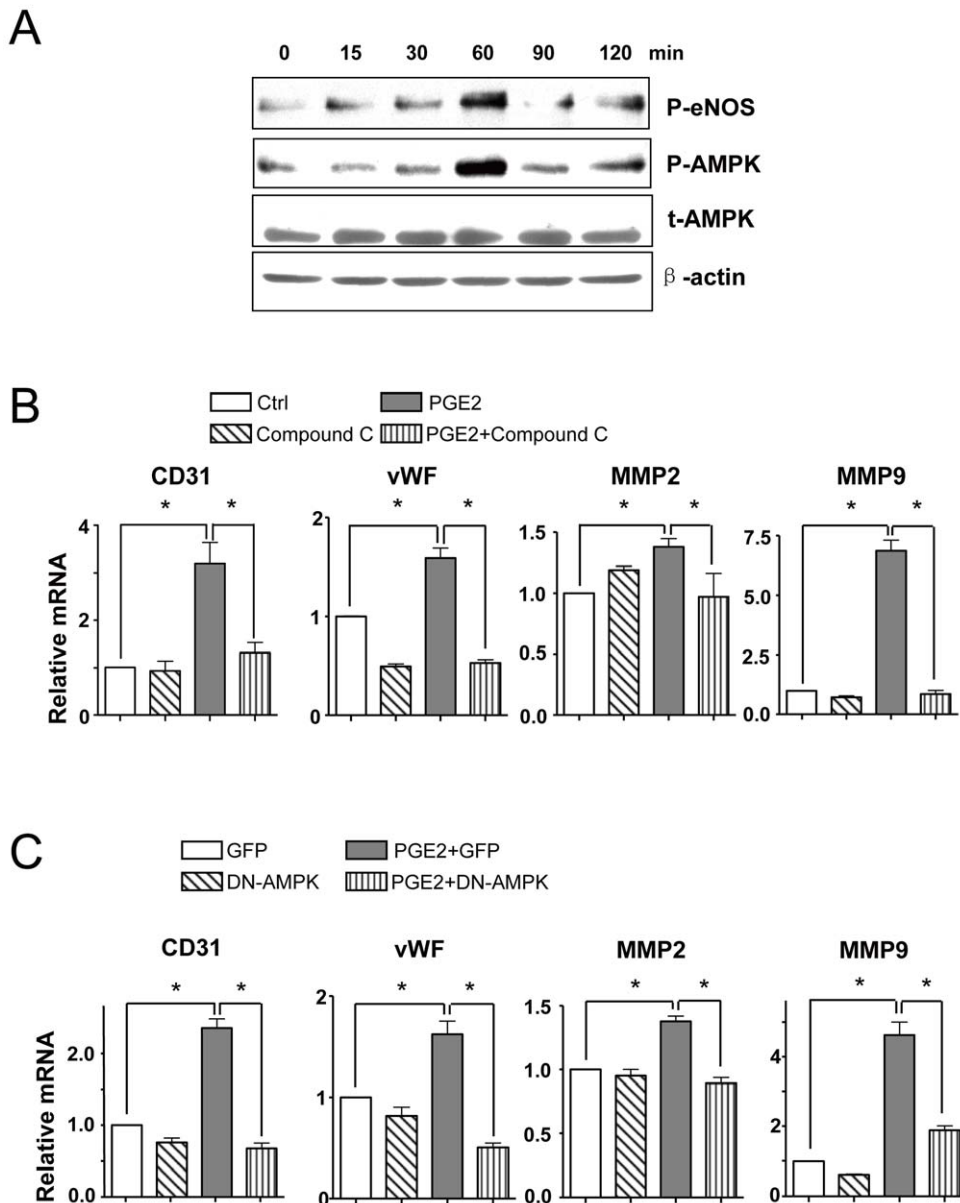 A
0 15 30 60 90 120 min
P-eNOS
P-AMPK
t-AMPK
β-actin
B
Ctrl PGE2
Compound C PGE2+Compound C
CD31 vWF MMP2 MMP9
* * * * * * * *
Relative mRNA
4
2
0
2
1
0
1.5
1.0
0.5
0.0
7.5
5.0
2.5
0.0
C
GFP PGE2+GFP
DN-AMPK PGE2+DN-AMPK
CD31 vWF MMP2 MMP9
* * * * * * * *
Relative mRNA
2.0
1.0
0.0
2
1
0
1.5
1.0
0.5
0.0
4
2
0